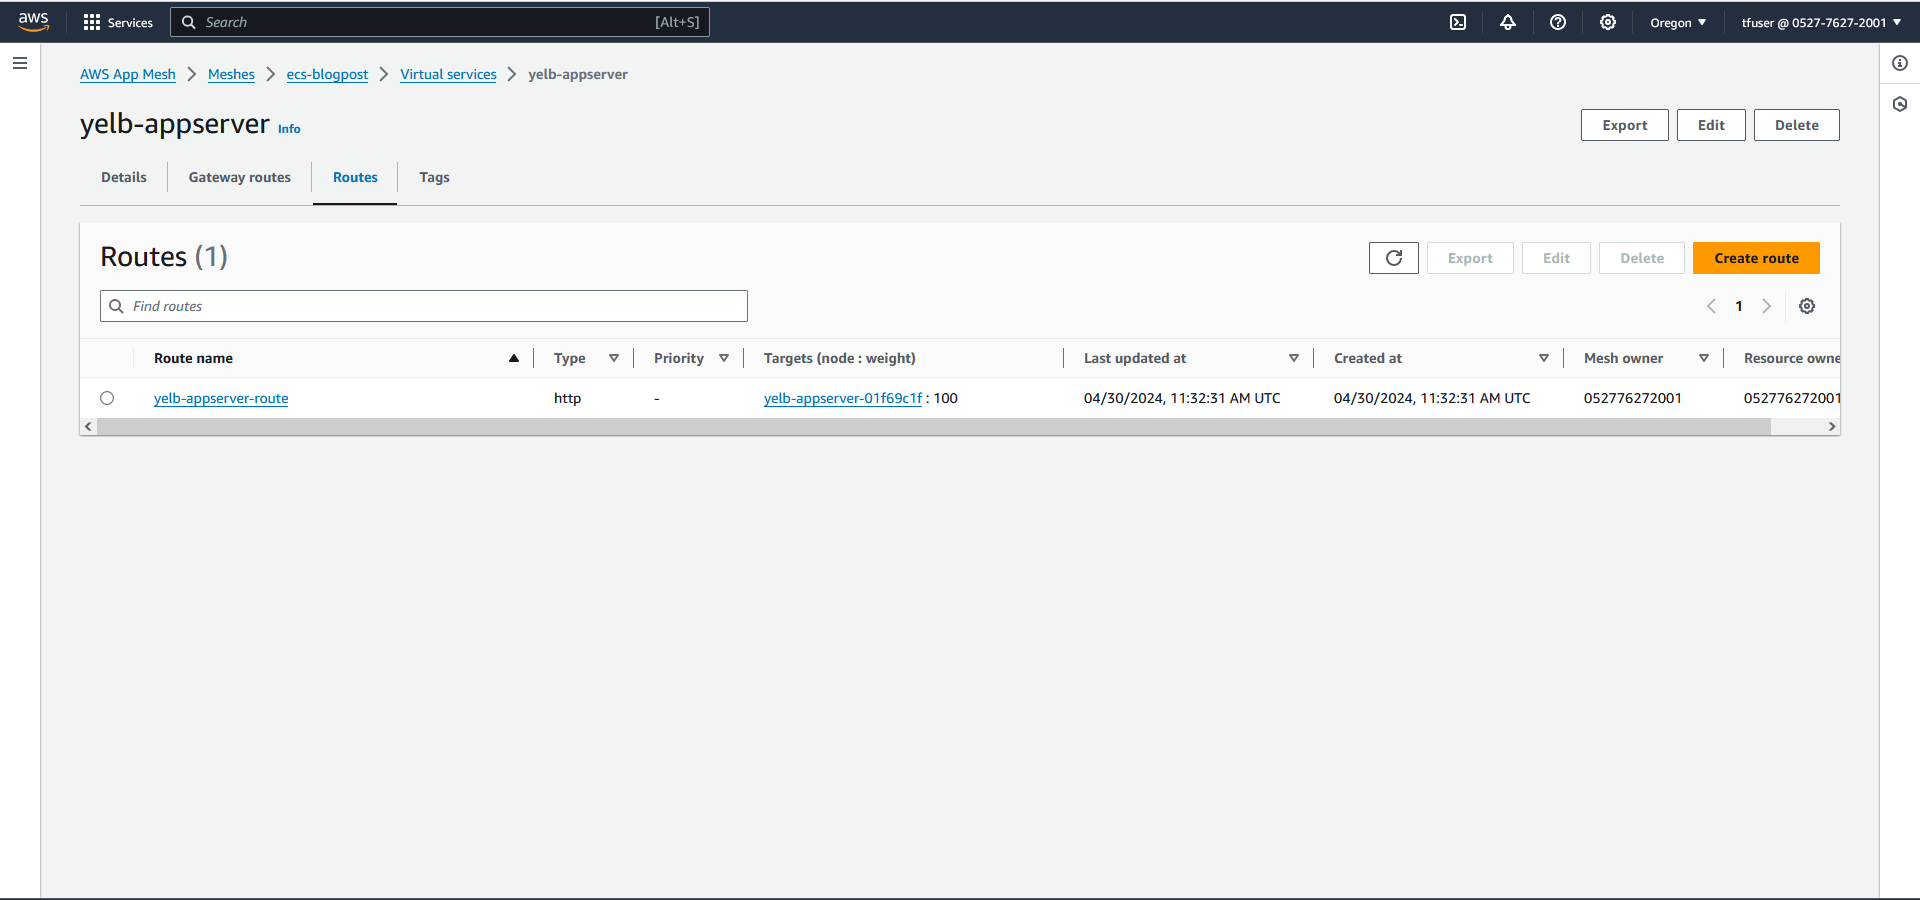 aws Services Search [Alt+S] Oregon tfuser @ 0527-7627-2001
AWS App Mesh Meshes ecs-blogpost Virtual services yelb-appserver
yelb-appserver Info Export Edit Delete
Details Gateway routes Routes Tags
Routes (1) Export Edit Delete Create route
Find routes 1
Route name Type Priority Targets (node : weight) Last updated at Created at Mesh owner Resource owne
yelb-appserver-route http - yelb-appserver-01f69c1f : 100 04/30/2024, 11:32:31 AM UTC 04/30/2024, 11:32:31 AM UTC 052776272001 052776272001